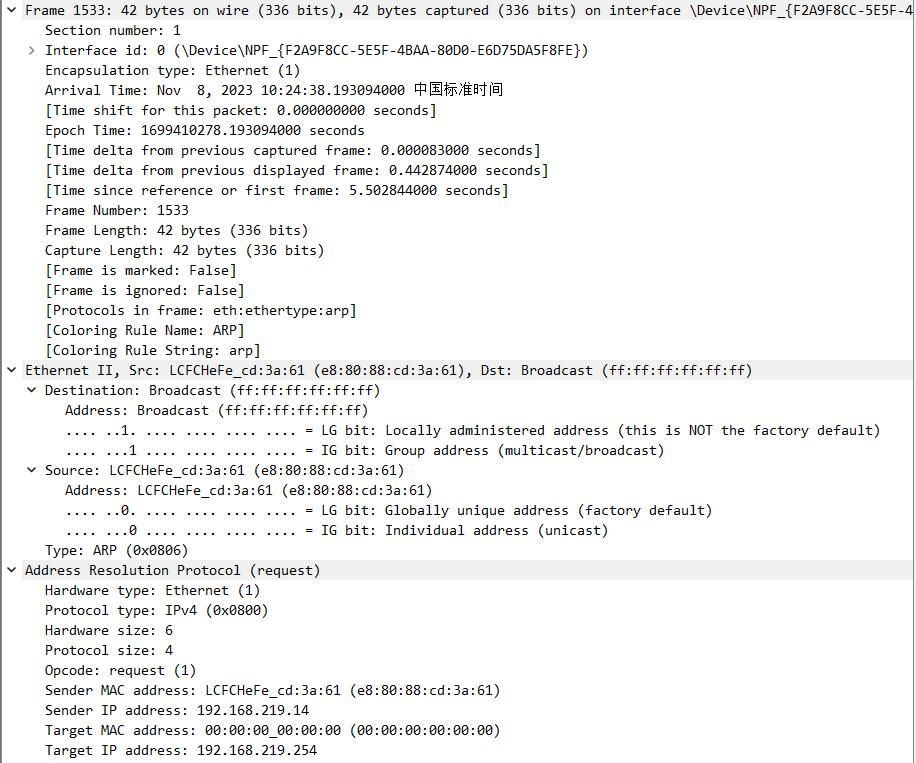 Frame 1533: 42 bytes on wire (336 bits), 42 bytes captured (336 bits) on interface \Device\NPF_{F2A9F8CC-5E5F-4
Section number: 1
Interface id: 0 (\Device\NPF_{F2A9F8CC-5E5F-4BAA-80D0-E6D75DA5F8FE})
Encapsulation type: Ethernet (1)
Arrival Time: Nov  8, 2023 10:24:38.193094000 中国标准时间
[Time shift for this packet: 0.000000000 seconds]
Epoch Time: 1699410278.193094000 seconds
[Time delta from previous captured frame: 0.000083000 seconds]
[Time delta from previous displayed frame: 0.442874000 seconds]
[Time since reference or first frame: 5.502844000 seconds]
Frame Number: 1533
Frame Length: 42 bytes (336 bits)
Capture Length: 42 bytes (336 bits)
[Frame is marked: False]
[Frame is ignored: False]
[Protocols in frame: eth:ethertype:arp]
[Coloring Rule Name: ARP]
[Coloring Rule String: arp]
Ethernet II, Src: LCFCHeFe_cd:3a:61 (e8:80:88:cd:3a:61), Dst: Broadcast (ff:ff:ff:ff:ff:ff)
Destination: Broadcast (ff:ff:ff:ff:ff:ff)
Address: Broadcast (ff:ff:ff:ff:ff:ff)
.... ..1. .... .... .... .... = LG bit: Locally administered address (this is NOT the factory default)
.... ...1 .... .... .... .... = IG bit: Group address (multicast/broadcast)
Source: LCFCHeFe_cd:3a:61 (e8:80:88:cd:3a:61)
Address: LCFCHeFe_cd:3a:61 (e8:80:88:cd:3a:61)
.... ..0. .... .... .... .... = LG bit: Globally unique address (factory default)
.... ...0 .... .... .... .... = IG bit: Individual address (unicast)
Type: ARP (0x0806)
Address Resolution Protocol (request)
Hardware type: Ethernet (1)
Protocol type: IPv4 (0x0800)
Hardware size: 6
Protocol size: 4
Opcode: request (1)
Sender MAC address: LCFCHeFe_cd:3a:61 (e8:80:88:cd:3a:61)
Sender IP address: 192.168.219.14
Target MAC address: 00:00:00_00:00:00 (00:00:00:00:00:00)
Target IP address: 192.168.219.254